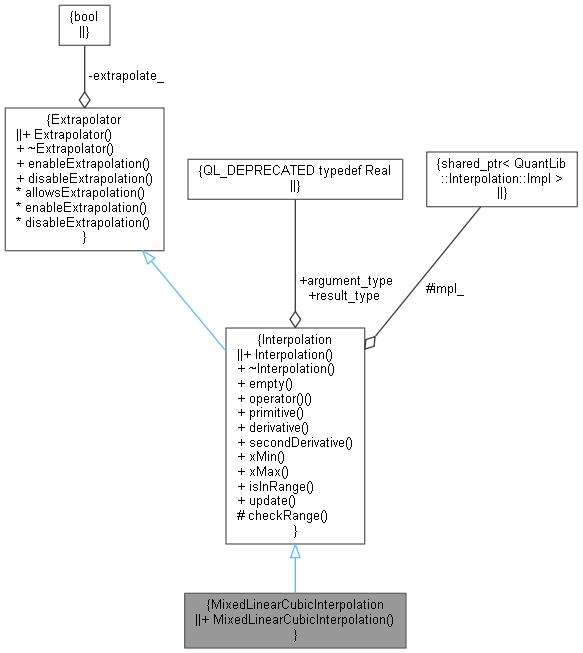 {bool
||}
-extrapolate_
{Extrapolator
||+ Extrapolator()
+ ~Extrapolator()
+ enableExtrapolation()
+ disableExtrapolation()
* allowsExtrapolation()
* enableExtrapolation()
* disableExtrapolation()
}
{QL_DEPRECATED typedef Real
||}
{shared_ptr< QuantLib
::Interpolation::Impl >
||}
+argument_type
+result_type
#impl_
{Interpolation
||+ Interpolation()
+ ~Interpolation()
+ empty()
+ operator()()
+ primitive()
+ derivative()
+ secondDerivative()
+ xMin()
+ xMax()
+ isInRange()
+ update()
# checkRange()
}
{MixedLinearCubicInterpolation
||+ MixedLinearCubicInterpolation()
}